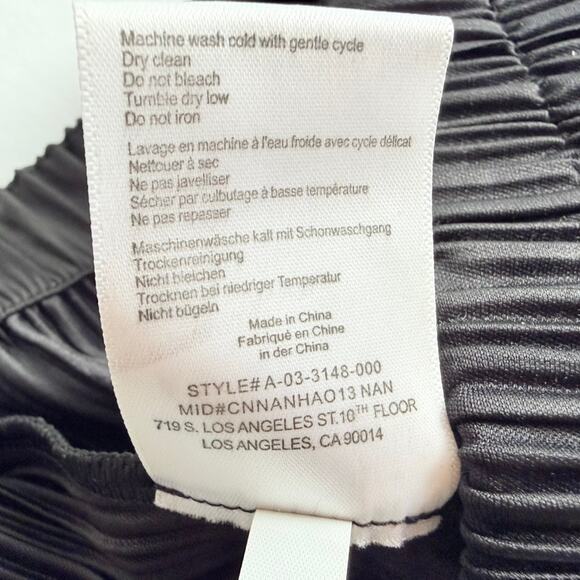 Machine wash cold with gentle cycle
Dry clean
Do not bleach
Tumble dry low
Do not iron
Lavage en machine à l'eau froide avec cycle délicat
Nettouer à sec
Ne pas javelliser
Sécher par culbutage à basse température
Ne pas repasser
Maschinenwäsche kalt mit Schonwaschgang
Trockenreinigung
Nicht bleichen
Trocknen bei niedriger Temperatur
Nicht bügeln
Made in China
Fabriqué en Chine
in der China
STYLE# A-03-3148-000
MID#CNNANHAO13 NAN
719 S. LOS ANGELES ST.10TH FLOOR
LOS ANGELES, CA 90014